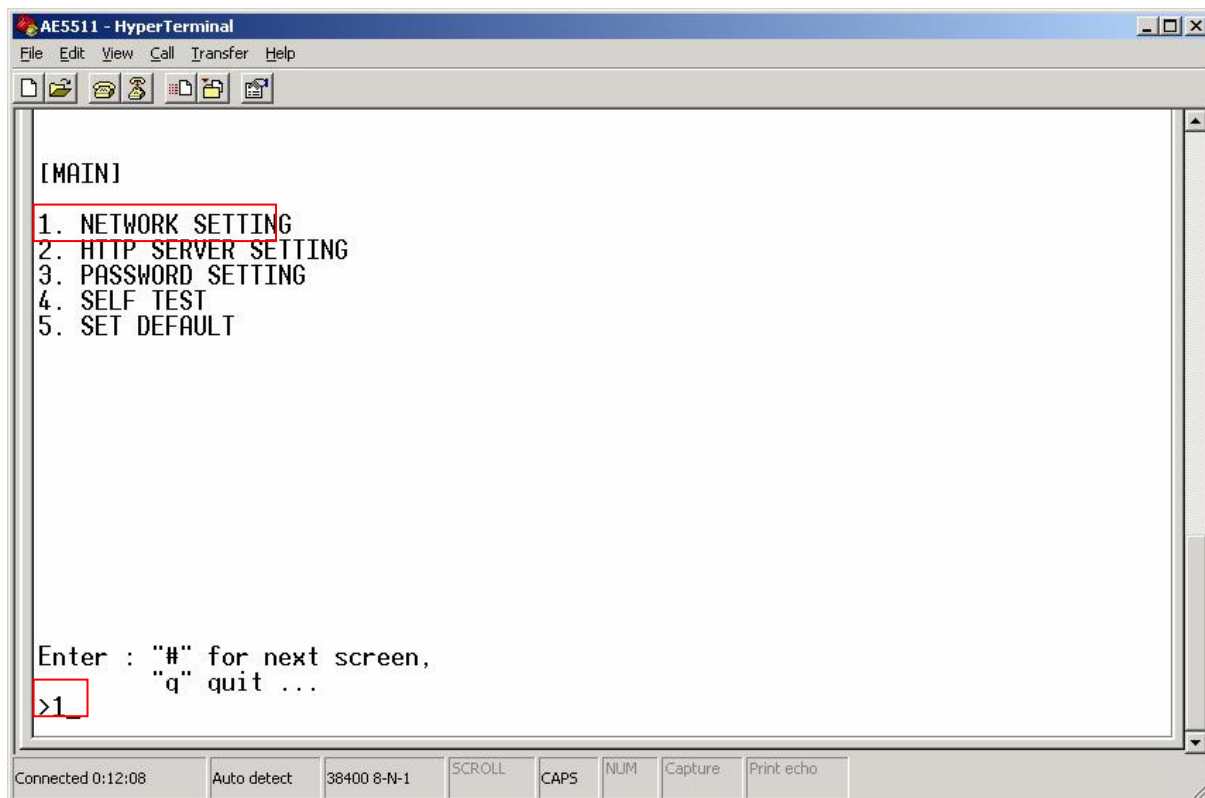 AE5511 - HyperTerminal
File Edit View Call Transfer Help
[MAIN]
1. NETWORK SETTING
2. HTTP SERVER SETTING
3. PASSWORD SETTING
4. SELF TEST
5. SET DEFAULT
Enter : "#" for next screen,
"q" quit ...
>1_
Connected 0:12:08 Auto detect 38400 8-N-1 SCROLL CAPS NUM Capture Print echo